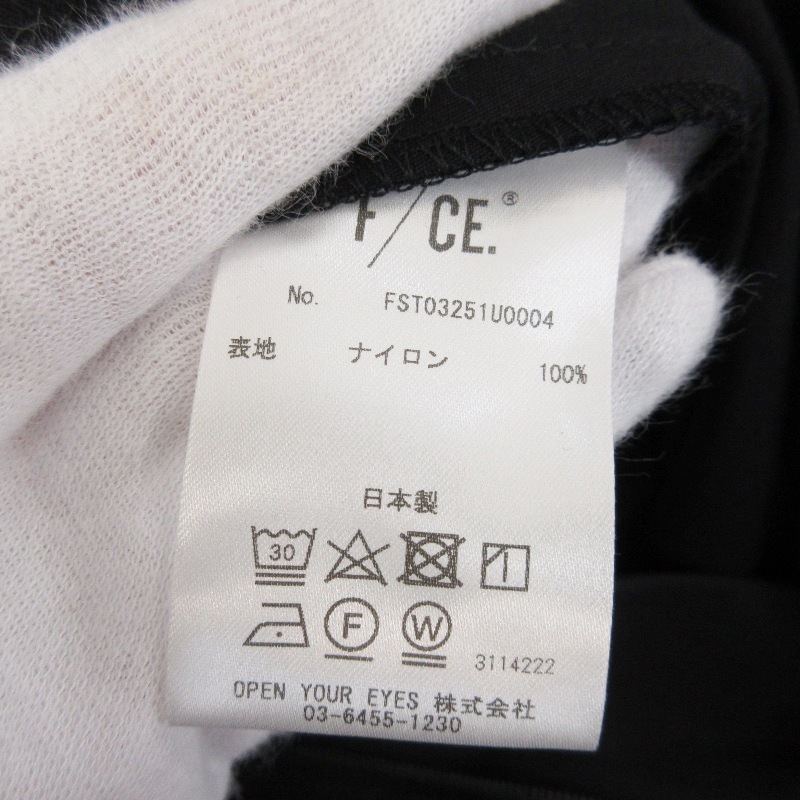 F/CE.®
No. FST03251U0004
表地 ナイロン 100%
日本製
30
F W 3114222
OPEN YOUR EYES 株式会社
03-6455-1230